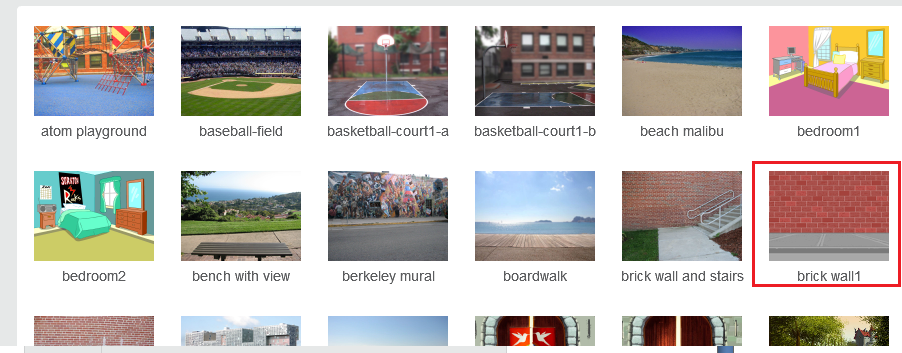 atom playground
baseball-field
basketball-court1-a
basketball-court1-b
beach malibu
bedroom1
SCRATCH
bedroom2
bench with view
berkeley mural
boardwalk
brick wall and stairs
brick wall1